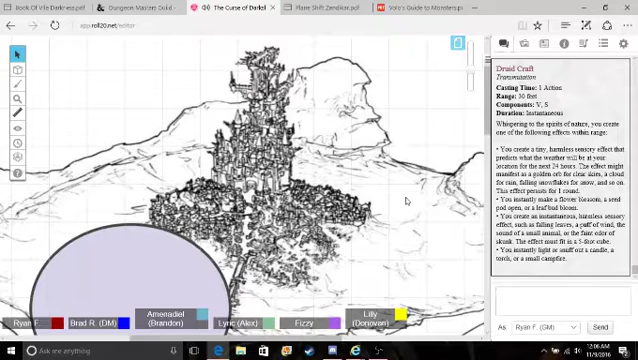 Book Of Vile Darkness.pdf
Dungeon Masters Guild -
The Curse of Darkell
Plane Shift Zendikar.pdf
Volo's Guide to Monsters
app.roll20.net/editor
Druid Craft
Transmutation
Casting Time: 1 Action
Range: 30 feet
Components: V, S
Duration: Instantaneous
Whispering to the spirits of nature, you create
one of the following effects within range:
• You create a tiny, harmless sensory effect that
predicts what the weather will be at your
location for the next 24 hours. The effect might
manifest as a golden orb for clear skies, a cloud
for rain, falling snowflakes for snow, and so on.
This effect persists for 1 round.
• You instantly make a flower blossom, a seed
pod open, or a leaf bud bloom.
• You create an instantaneous, harmless sensory
effect, such as falling leaves, a puff of wind, the
sound of a small animal, or the faint odor of
skunk. The effect must fit in a 5-foot cube.
• You instantly light or snuff out a candle, a
torch, or a small campfire.
Ryan F.
Brad R. (DM)
Amenadiel
(Brandon)
Lyric (Alex)
Fizzy
Lilly
(Donovan)
As: Ryan F. (GM)
Send
Ask me anything
12:06 AM
11/9/2016